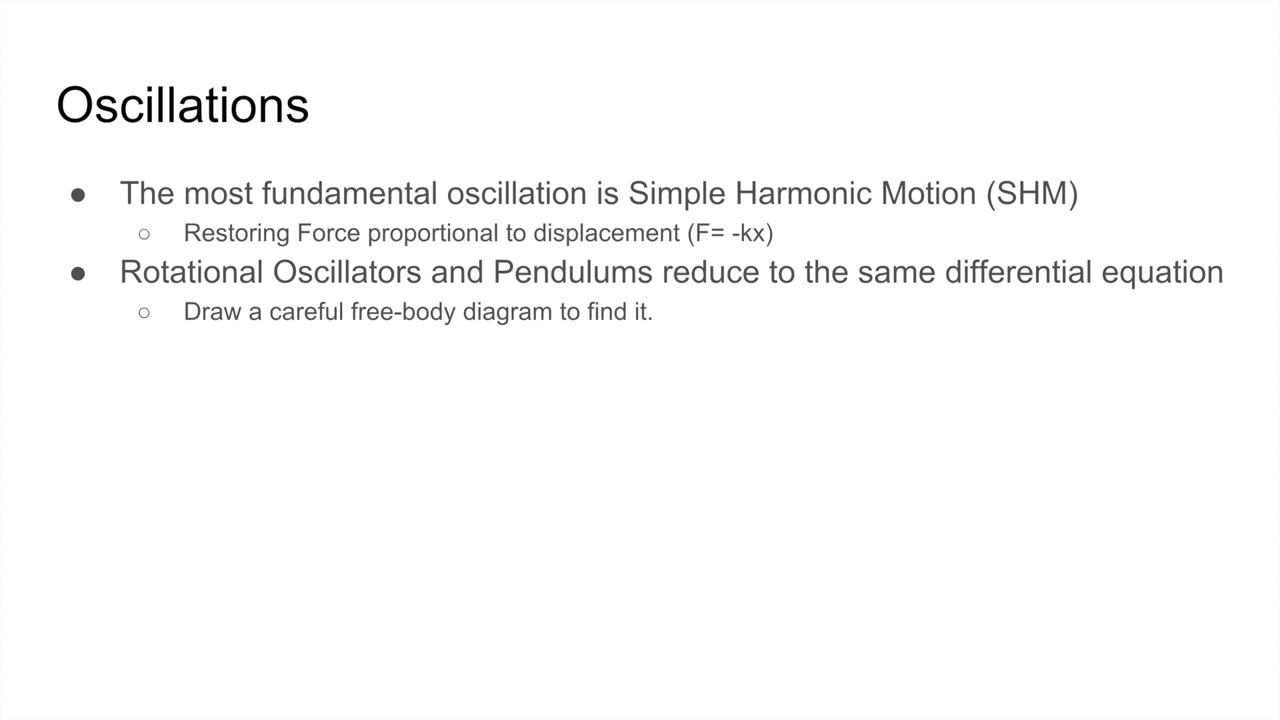 Oscillations
● The most fundamental oscillation is Simple Harmonic Motion (SHM)
○ Restoring Force proportional to displacement (F= -kx)
● Rotational Oscillators and Pendulums reduce to the same differential equation
○ Draw a careful free-body diagram to find it.